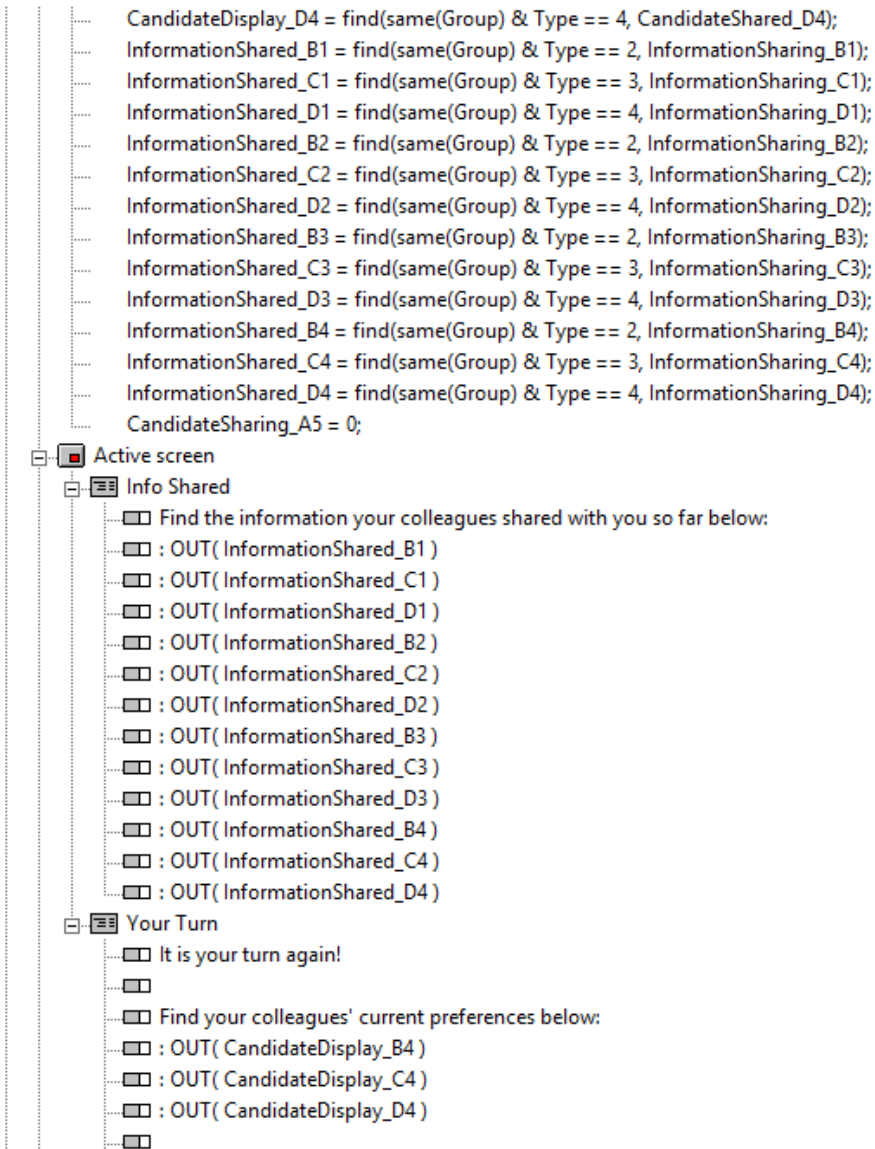 CandidateDisplay_D4 = find(same(Group) & Type == 4, CandidateShared_D4);
InformationShared_B1 = find(same(Group) & Type == 2, InformationSharing_B1);
InformationShared_C1 = find(same(Group) & Type == 3, InformationSharing_C1);
InformationShared_D1 = find(same(Group) & Type == 4, InformationSharing_D1);
InformationShared_B2 = find(same(Group) & Type == 2, InformationSharing_B2);
InformationShared_C2 = find(same(Group) & Type == 3, InformationSharing_C2);
InformationShared_D2 = find(same(Group) & Type == 4, InformationSharing_D2);
InformationShared_B3 = find(same(Group) & Type == 2, InformationSharing_B3);
InformationShared_C3 = find(same(Group) & Type == 3, InformationSharing_C3);
InformationShared_D3 = find(same(Group) & Type == 4, InformationSharing_D3);
InformationShared_B4 = find(same(Group) & Type == 2, InformationSharing_B4);
InformationShared_C4 = find(same(Group) & Type == 3, InformationSharing_C4);
InformationShared_D4 = find(same(Group) & Type == 4, InformationSharing_D4);
CandidateSharing_A5 = 0;
Active screen
Info Shared
Find the information your colleagues shared with you so far below:
: OUT( InformationShared_B1 )
: OUT( InformationShared_C1 )
: OUT( InformationShared_D1 )
: OUT( InformationShared_B2 )
: OUT( InformationShared_C2 )
: OUT( InformationShared_D2 )
: OUT( InformationShared_B3 )
: OUT( InformationShared_C3 )
: OUT( InformationShared_D3 )
: OUT( InformationShared_B4 )
: OUT( InformationShared_C4 )
: OUT( InformationShared_D4 )
Your Turn
It is your turn again!
Find your colleagues' current preferences below:
: OUT( CandidateDisplay_B4 )
: OUT( CandidateDisplay_C4 )
: OUT( CandidateDisplay_D4 )